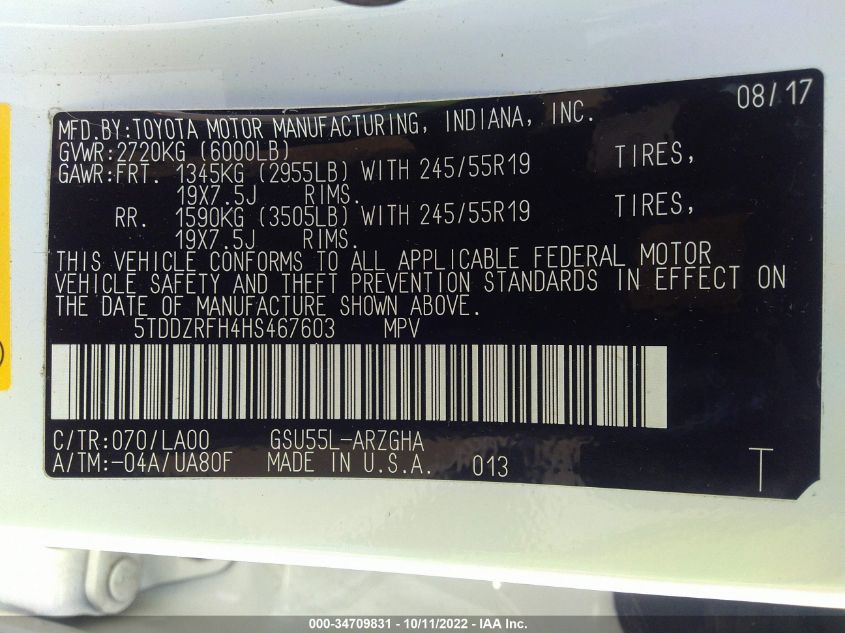 08/17
MFD.BY:TOYOTA MOTOR MANUFACTURING, INDIANA, INC.
GVWR:2720KG (6000LB)
GAWR:FRT. 1345KG (2955LB) WITH 245/55R19 TIRES,
19X7.5J RIMS.
RR. 1590KG (3505LB) WITH 245/55R19 TIRES,
19X7.5J RIMS.
THIS VEHICLE CONFORMS TO ALL APPLICABLE FEDERAL MOTOR
VEHICLE SAFETY AND THEFT PREVENTION STANDARDS IN EFFECT ON
THE DATE OF MANUFACTURE SHOWN ABOVE.
5TDDZRFH4HS467603 MPV
C/TR:070/LA00 GSU55L-ARZGHA
A/TM:-04A/UA80F MADE IN U.S.A. 013 T
000-34709831 - 10/11/2022 - IAA Inc.